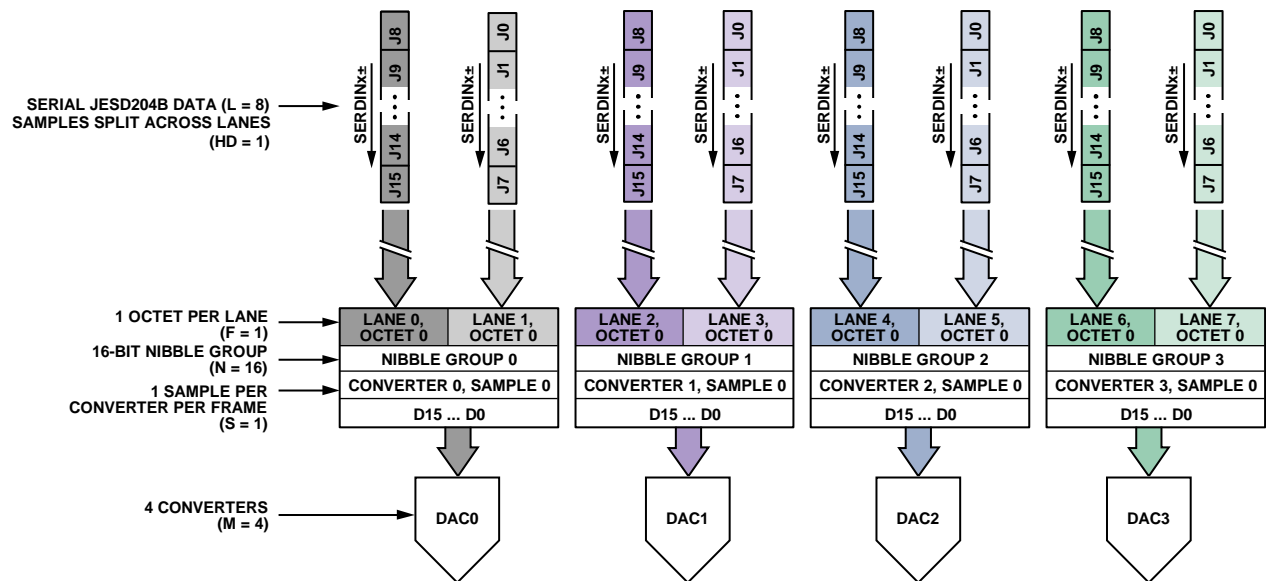 J8
J9
J14
J15
SERDINx±
J0
J1
J6
J7
SERDINx±
J8
J9
J14
J15
SERDINx±
J0
J1
J6
J7
SERDINx±
J8
J9
J14
J15
SERDINx±
J0
J1
J6
J7
SERDINx±
J8
J9
J14
J15
SERDINx±
J0
J1
J6
J7
SERDINx±
SERIAL JESD204B DATA (L = 8)
SAMPLES SPLIT ACROSS LANES
(HD = 1)
1 OCTET PER LANE
(F = 1)
16-BIT NIBBLE GROUP
(N = 16)
1 SAMPLE PER
CONVERTER PER FRAME
(S = 1)
4 CONVERTERS
(M = 4)
LANE 0,
OCTET 0
LANE 1,
OCTET 0
NIBBLE GROUP 0
CONVERTER 0, SAMPLE 0
D15 ... D0
DAC0
LANE 2,
OCTET 0
LANE 3,
OCTET 0
NIBBLE GROUP 1
CONVERTER 1, SAMPLE 0
D15 ... D0
DAC1
LANE 4,
OCTET 0
LANE 5,
OCTET 0
NIBBLE GROUP 2
CONVERTER 2, SAMPLE 0
D15 ... D0
DAC2
LANE 6,
OCTET 0
LANE 7,
OCTET 0
NIBBLE GROUP 3
CONVERTER 3, SAMPLE 0
D15 ... D0
DAC3